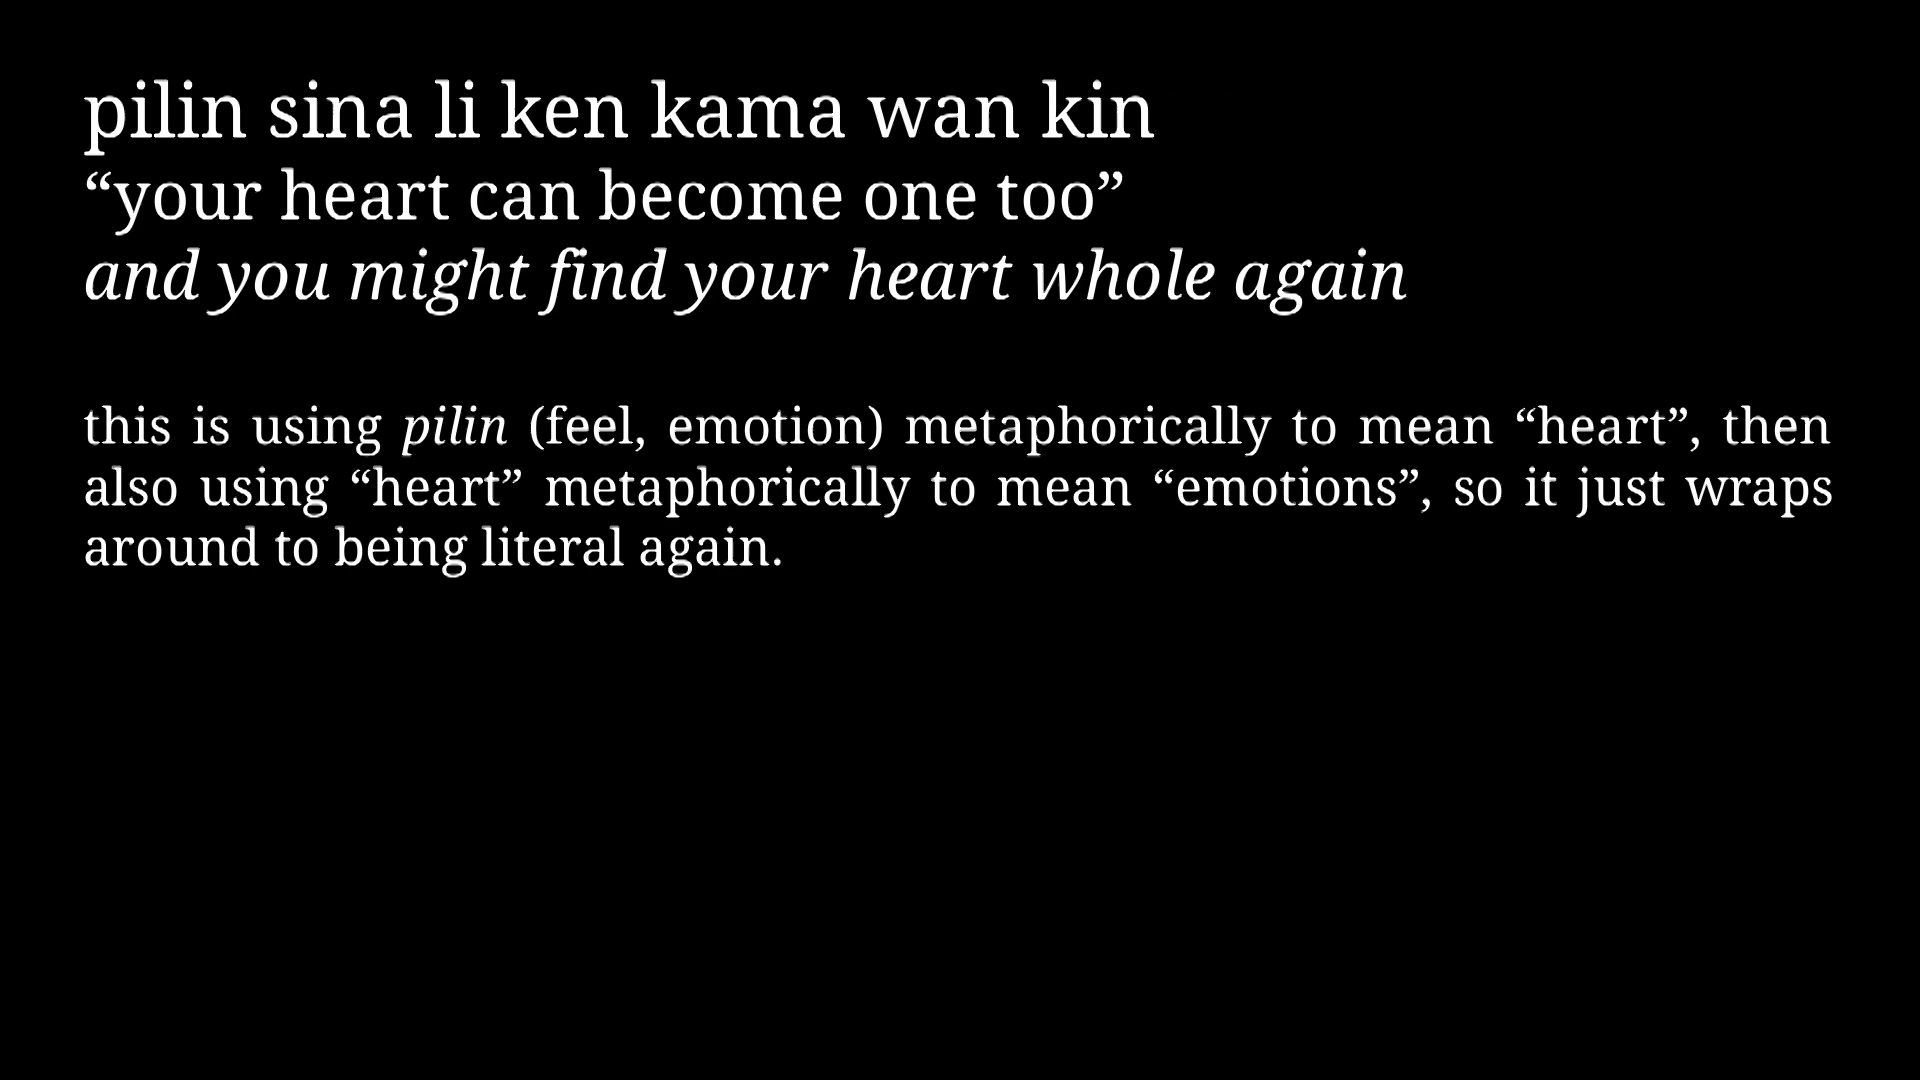 pilin sina li ken kama wan kin
“your heart can become one too”
and you might find your heart whole again
this is using pilin (feel, emotion) metaphorically to mean “heart”, then
also using “heart” metaphorically to mean “emotions”, so it just wraps
around to being literal again.